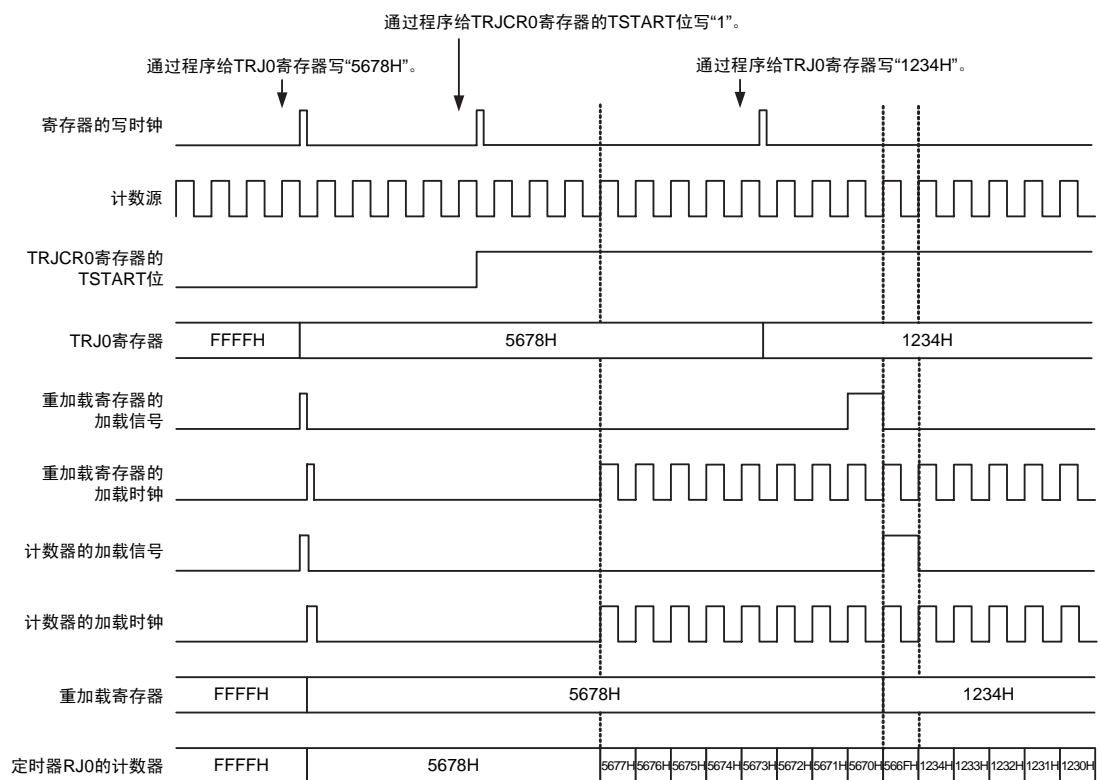 通过程序给TRJCR0寄存器的TSTART位写“1”。
通过程序给TRJ0寄存器写“5678H”。
通过程序给TRJ0寄存器写“1234H”。
寄存器的写时钟
计数源
TRJCR0寄存器的
TSTART位
TRJ0寄存器 FFFFH 5678H 1234H
重加载寄存器的
加载信号
重加载寄存器的
加载时钟
计数器的加载信号
计数器的加载时钟
重加载寄存器 FFFFH 5678H 1234H
定时器RJ0的计数器 FFFFH 5678H 5677H 5676H 5675H 5674H 5673H 5672H 5671H 5670H 566FH 1234H 1233H 1232H 1231H 1230H